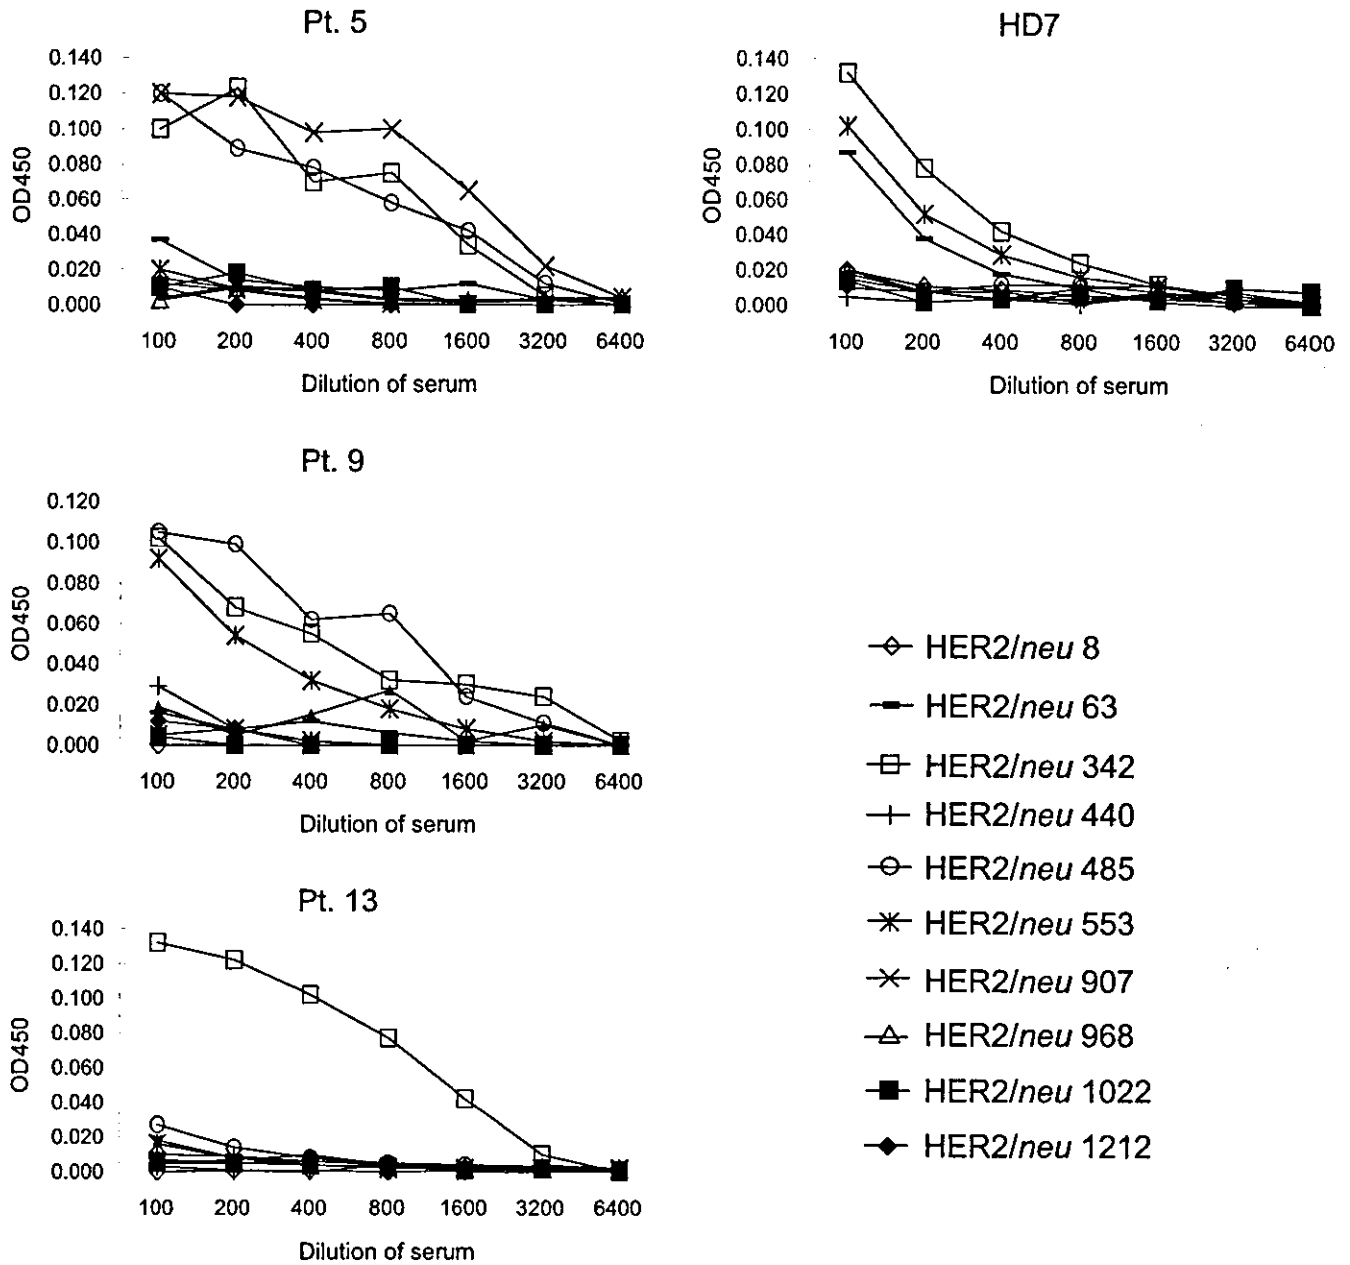 Pt. 5
0.140
0.120
0.100
0.080
0.060
0.040
0.020
0.000
OD450
100 200 400 800 1600 3200 6400
Dilution of serum
HD7
0.140
0.120
0.100
0.080
0.060
0.040
0.020
0.000
OD450
100 200 400 800 1600 3200 6400
Dilution of serum
Pt. 9
0.120
0.100
0.080
0.060
0.040
0.020
0.000
OD450
100 200 400 800 1600 3200 6400
Dilution of serum
Pt. 13
0.140
0.120
0.100
0.080
0.060
0.040
0.020
0.000
OD450
100 200 400 800 1600 3200 6400
Dilution of serum
HER2/neu 8
HER2/neu 63
HER2/neu 342
HER2/neu 440
HER2/neu 485
HER2/neu 553
HER2/neu 907
HER2/neu 968
HER2/neu 1022
HER2/neu 1212